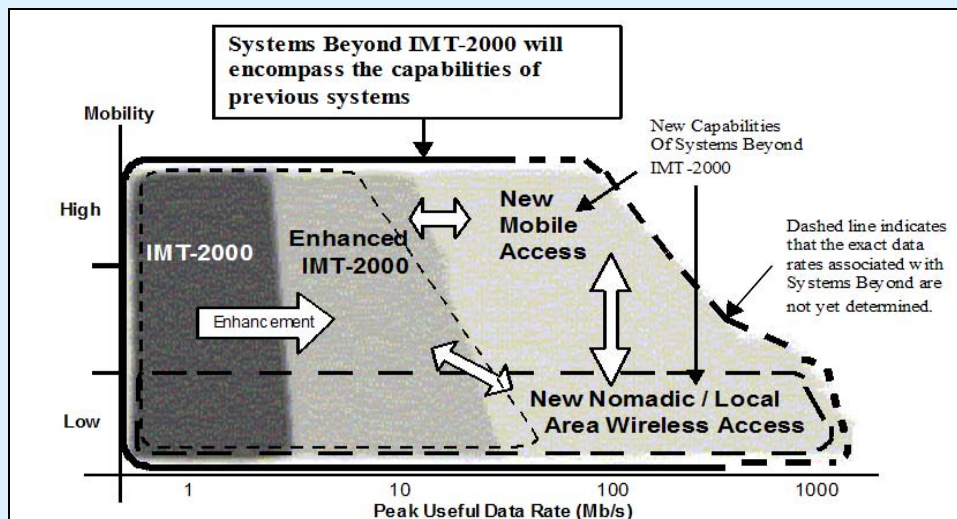 Systems Beyond IMT-2000 will
encompass the capabilities of
previous systems
Mobility
New Capabilities
Of Systems Beyond
IMT-2000
High
New
Mobile
Access
Dashed line indicates
that the exact data
rates associated with
Systems Beyond are
not yet determined.
IMT-2000
Enhanced
IMT-2000
Enhancement
Low
New Nomadic / Local
Area Wireless Access
1
10
100
1000
Peak Useful Data Rate (Mb/s)